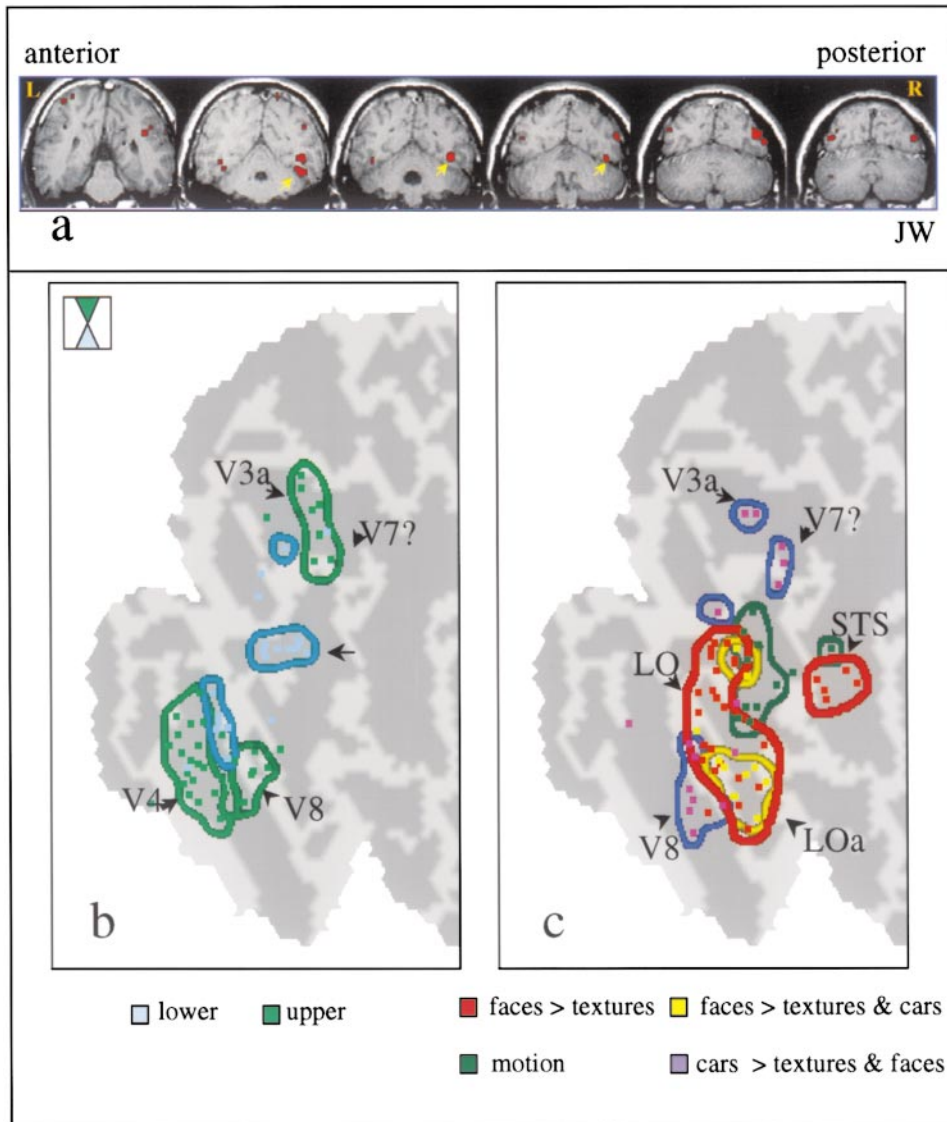 anterior
posterior
L
R
a
JW
V3a
V7?
V4
V8
b
V3a
V7?
STS
LO
V8
LOa
c
lower
upper
faces > textures
faces > textures & cars
motion
cars > textures & faces